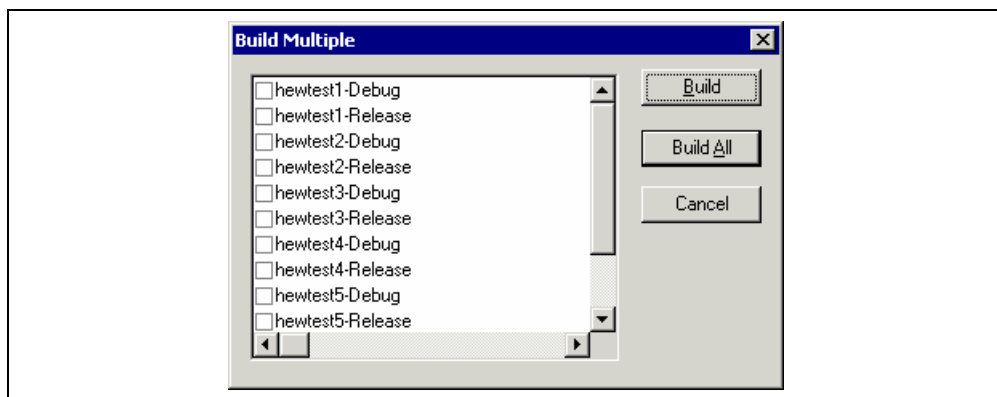 Build Multiple
hewtest1-Debug
hewtest1-Release
hewtest2-Debug
hewtest2-Release
hewtest3-Debug
hewtest3-Release
hewtest4-Debug
hewtest4-Release
hewtest5-Debug
hewtest5-Release
Build
Build All
Cancel